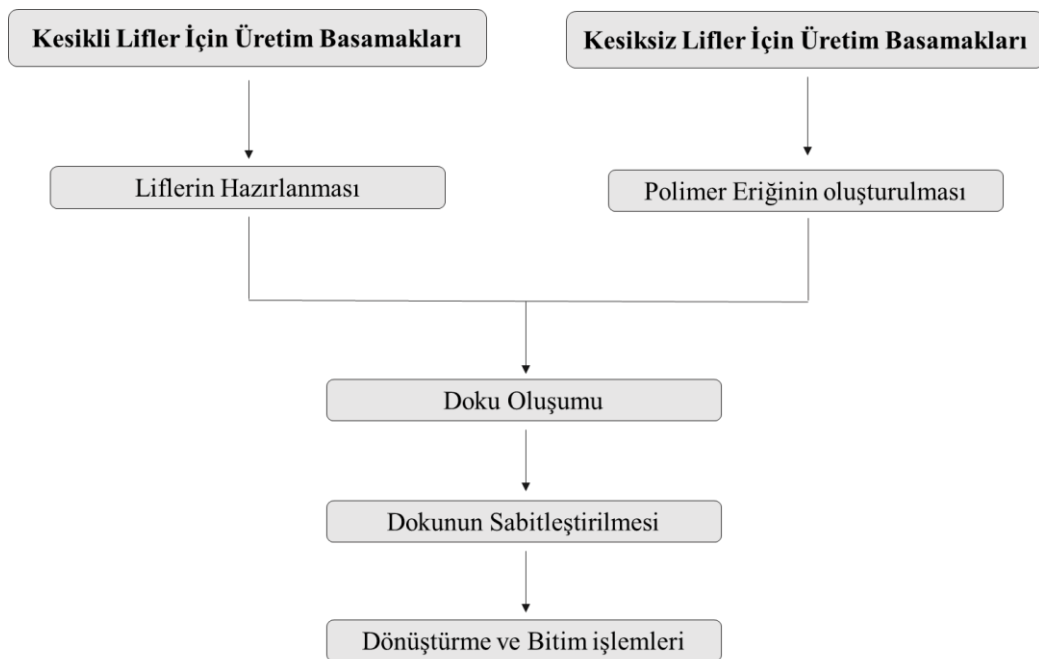 Kesikli Lifler İçin Üretim Basamakları
Kesiksiz Lifler İçin Üretim Basamakları
Liflerin Hazırlanması
Polimer Eriğinin oluşturulması
Doku Oluşumu
Dokunun Sabitleştirilmesi
Dönüştürme ve Bitim işlemleri